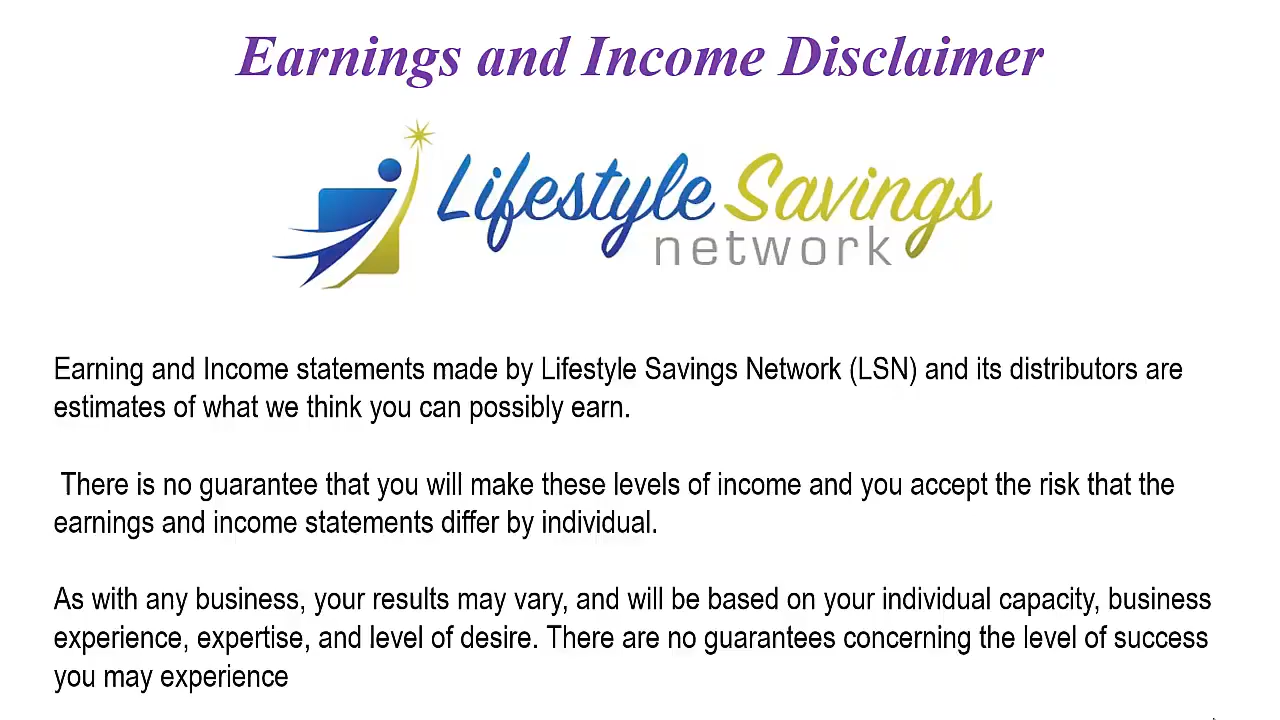 Earnings and Income Disclaimer
Lifestyle Savings
network
Earning and Income statements made by Lifestyle Savings Network (LSN) and its distributors are
estimates of what we think you can possibly earn.
There is no guarantee that you will make these levels of income and you accept the risk that the
earnings and income statements differ by individual.
As with any business, your results may vary, and will be based on your individual capacity, business
experience, expertise, and level of desire. There are no guarantees concerning the level of success
you may experience